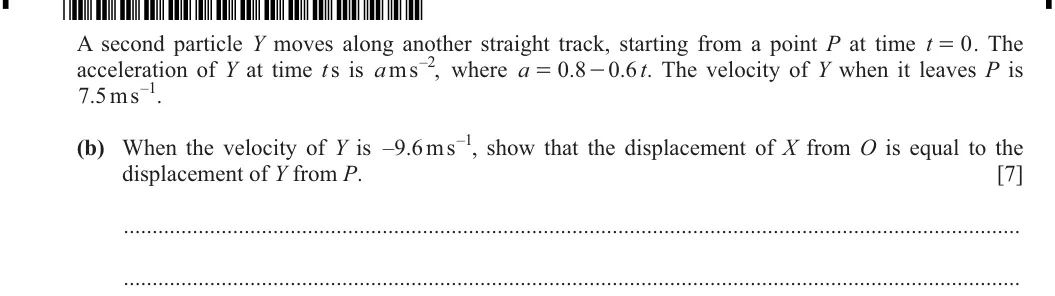 A second particle Y moves along another straight track, starting from a point P at time t = 0. The
acceleration of Y at time t s is a m s⁻², where a = 0.8 − 0.6t. The velocity of Y when it leaves P is
7.5 m s⁻¹.
(b) When the velocity of Y is –9.6 m s⁻¹, show that the displacement of X from O is equal to the
displacement of Y from P. [7]